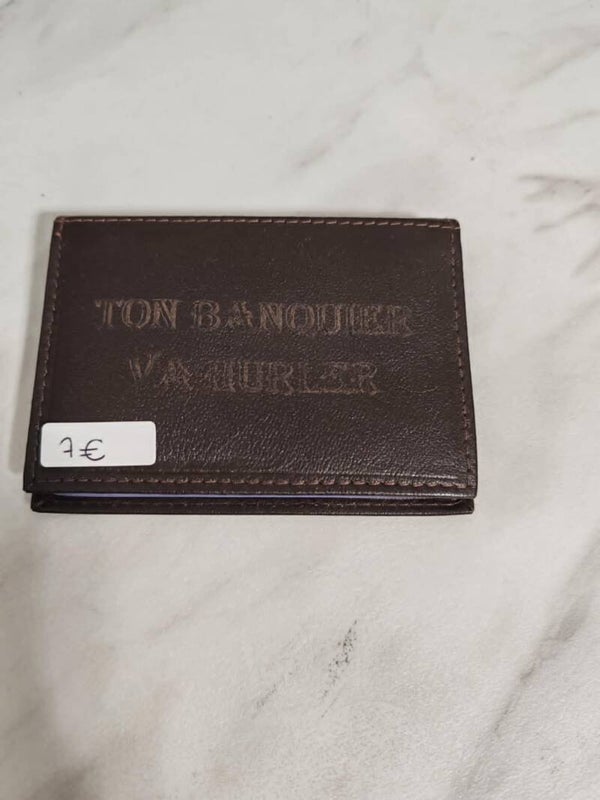 TON BANQUIER
VA HURLER
7€